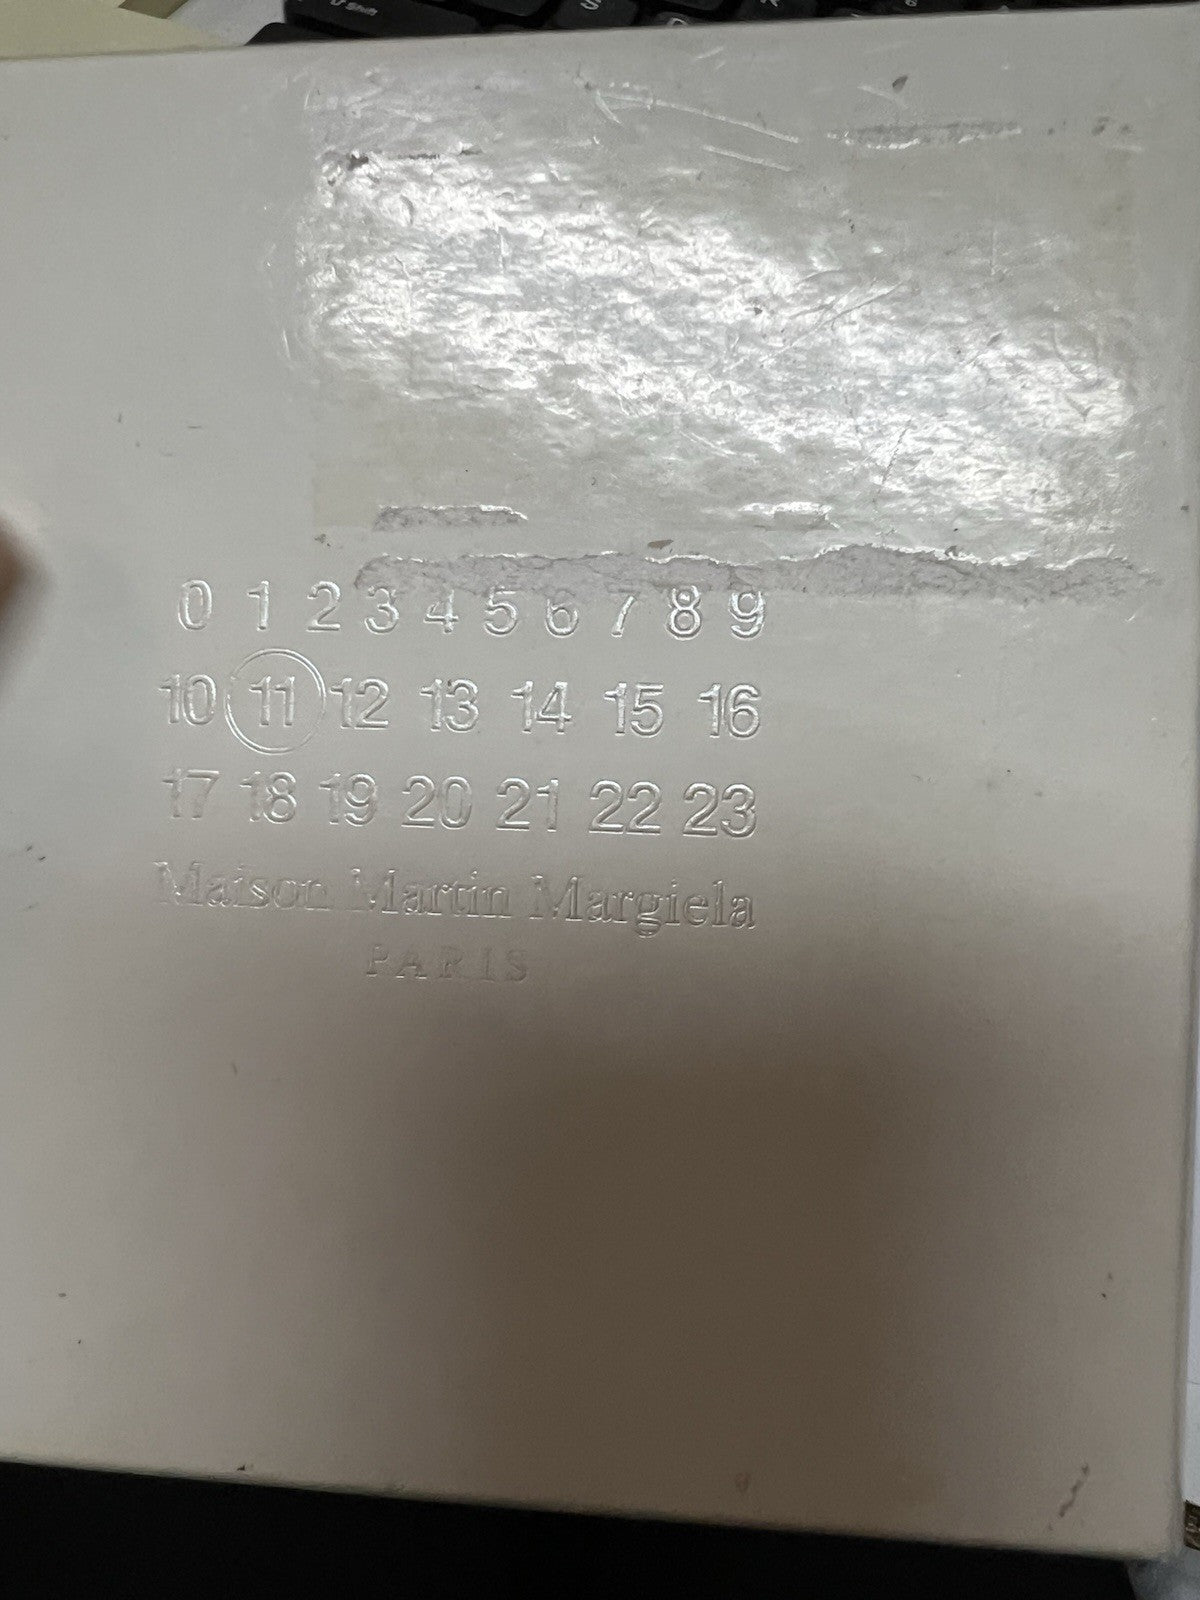 Shift
S
0 1 2 3 4 5 6 7 8 9
10 11 12 13 14 15 16
17 18 19 20 21 22 23
Maison Martin Margiela
PARIS